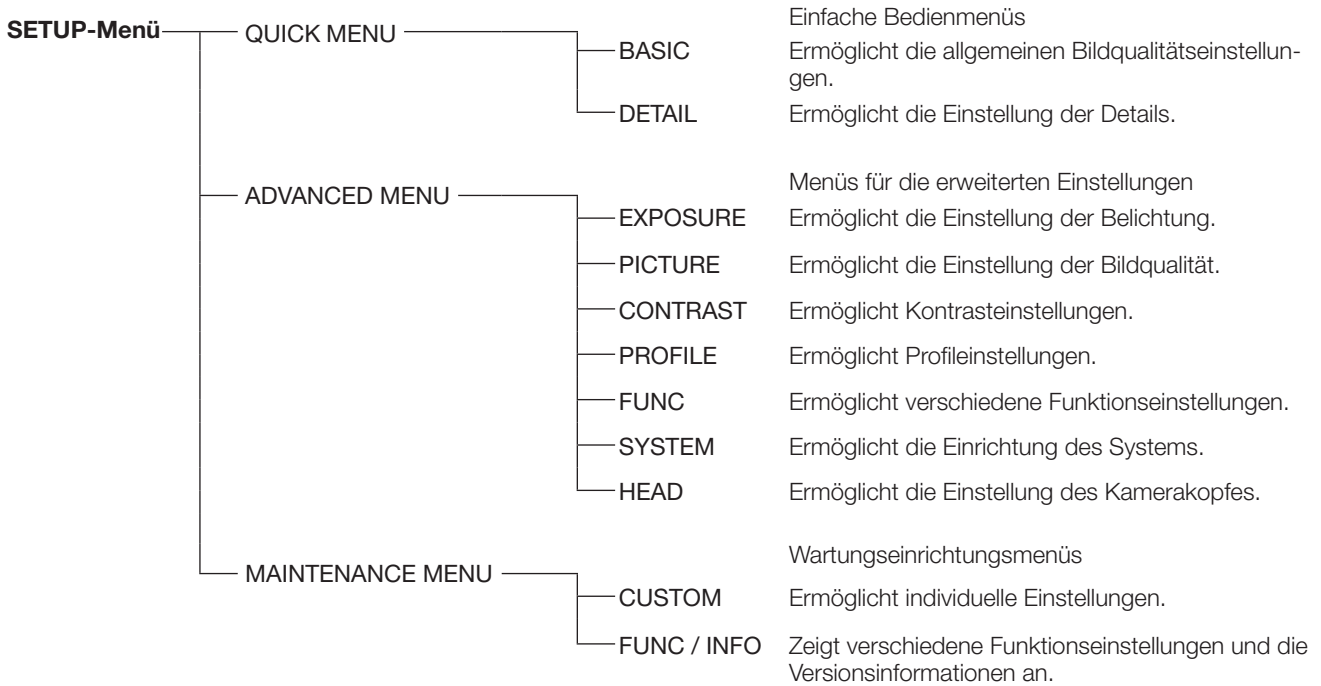 Einfache Bedienmenüs
SETUP-Menü QUICK MENU
BASIC Ermöglicht die allgemeinen Bildqualitätseinstellun-
gen.
DETAIL Ermöglicht die Einstellung der Details.
Menüs für die erweiterten Einstellungen
ADVANCED MENU
EXPOSURE Ermöglicht die Einstellung der Belichtung.
PICTURE Ermöglicht die Einstellung der Bildqualität.
CONTRAST Ermöglicht Kontrasteinstellungen.
PROFILE Ermöglicht Profileinstellungen.
FUNC Ermöglicht verschiedene Funktionseinstellungen.
SYSTEM Ermöglicht die Einrichtung des Systems.
HEAD Ermöglicht die Einstellung des Kamerakopfes.
Wartungseinrichtungsmenüs
MAINTENANCE MENU
CUSTOM Ermöglicht individuelle Einstellungen.
FUNC / INFO Zeigt verschiedene Funktionseinstellungen und die
Versionsinformationen an.